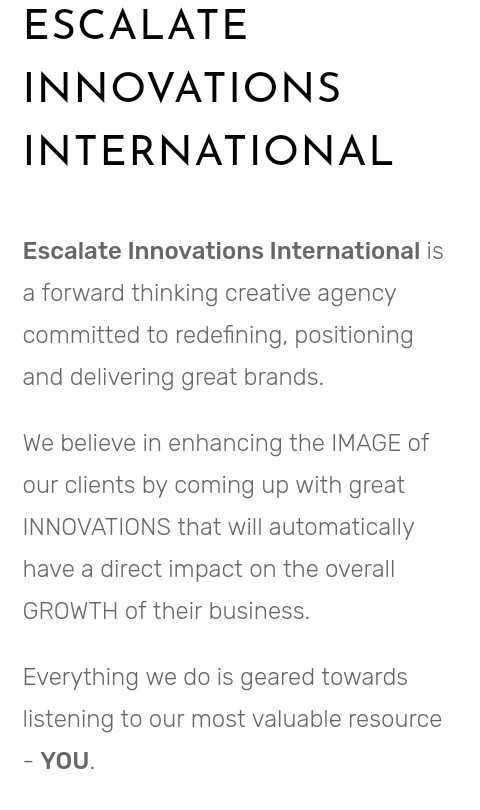 ESCALATE
INNOVATIONS
INTERNATIONAL
Escalate Innovations International is
a forward thinking creative agency
committed to redefining, positioning
and delivering great brands.
We believe in enhancing the IMAGE of
our clients by coming up with great
INNOVATIONS that will automatically
have a direct impact on the overall
GROWTH of their business.
Everything we do is geared towards
listening to our most valuable resource
- YOU.